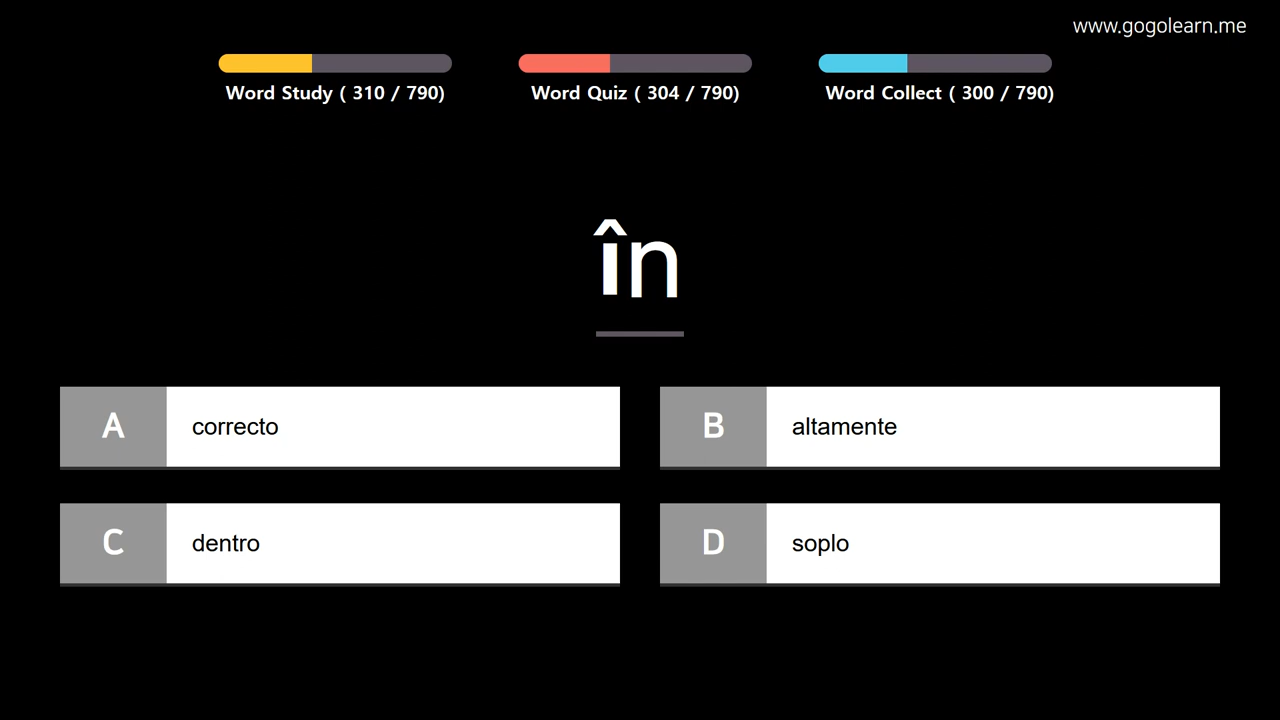 www.gogolearn.me
Word Study ( 310 / 790)
Word Quiz ( 304 / 790)
Word Collect ( 300 / 790)
în
A correcto
B altamente
C dentro
D soplo